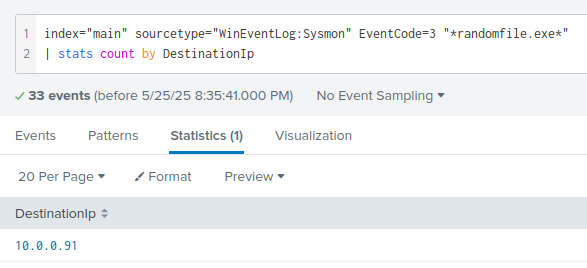 1 index="main" sourcetype="WinEventLog:Sysmon" EventCode=3 "*randomfile.exe*"
2 | stats count by DestinationIp
✓ 33 events (before 5/25/25 8:35:41.000 PM) No Event Sampling
Events Patterns Statistics (1) Visualization
20 Per Page Format Preview
DestinationIp
10.0.0.91